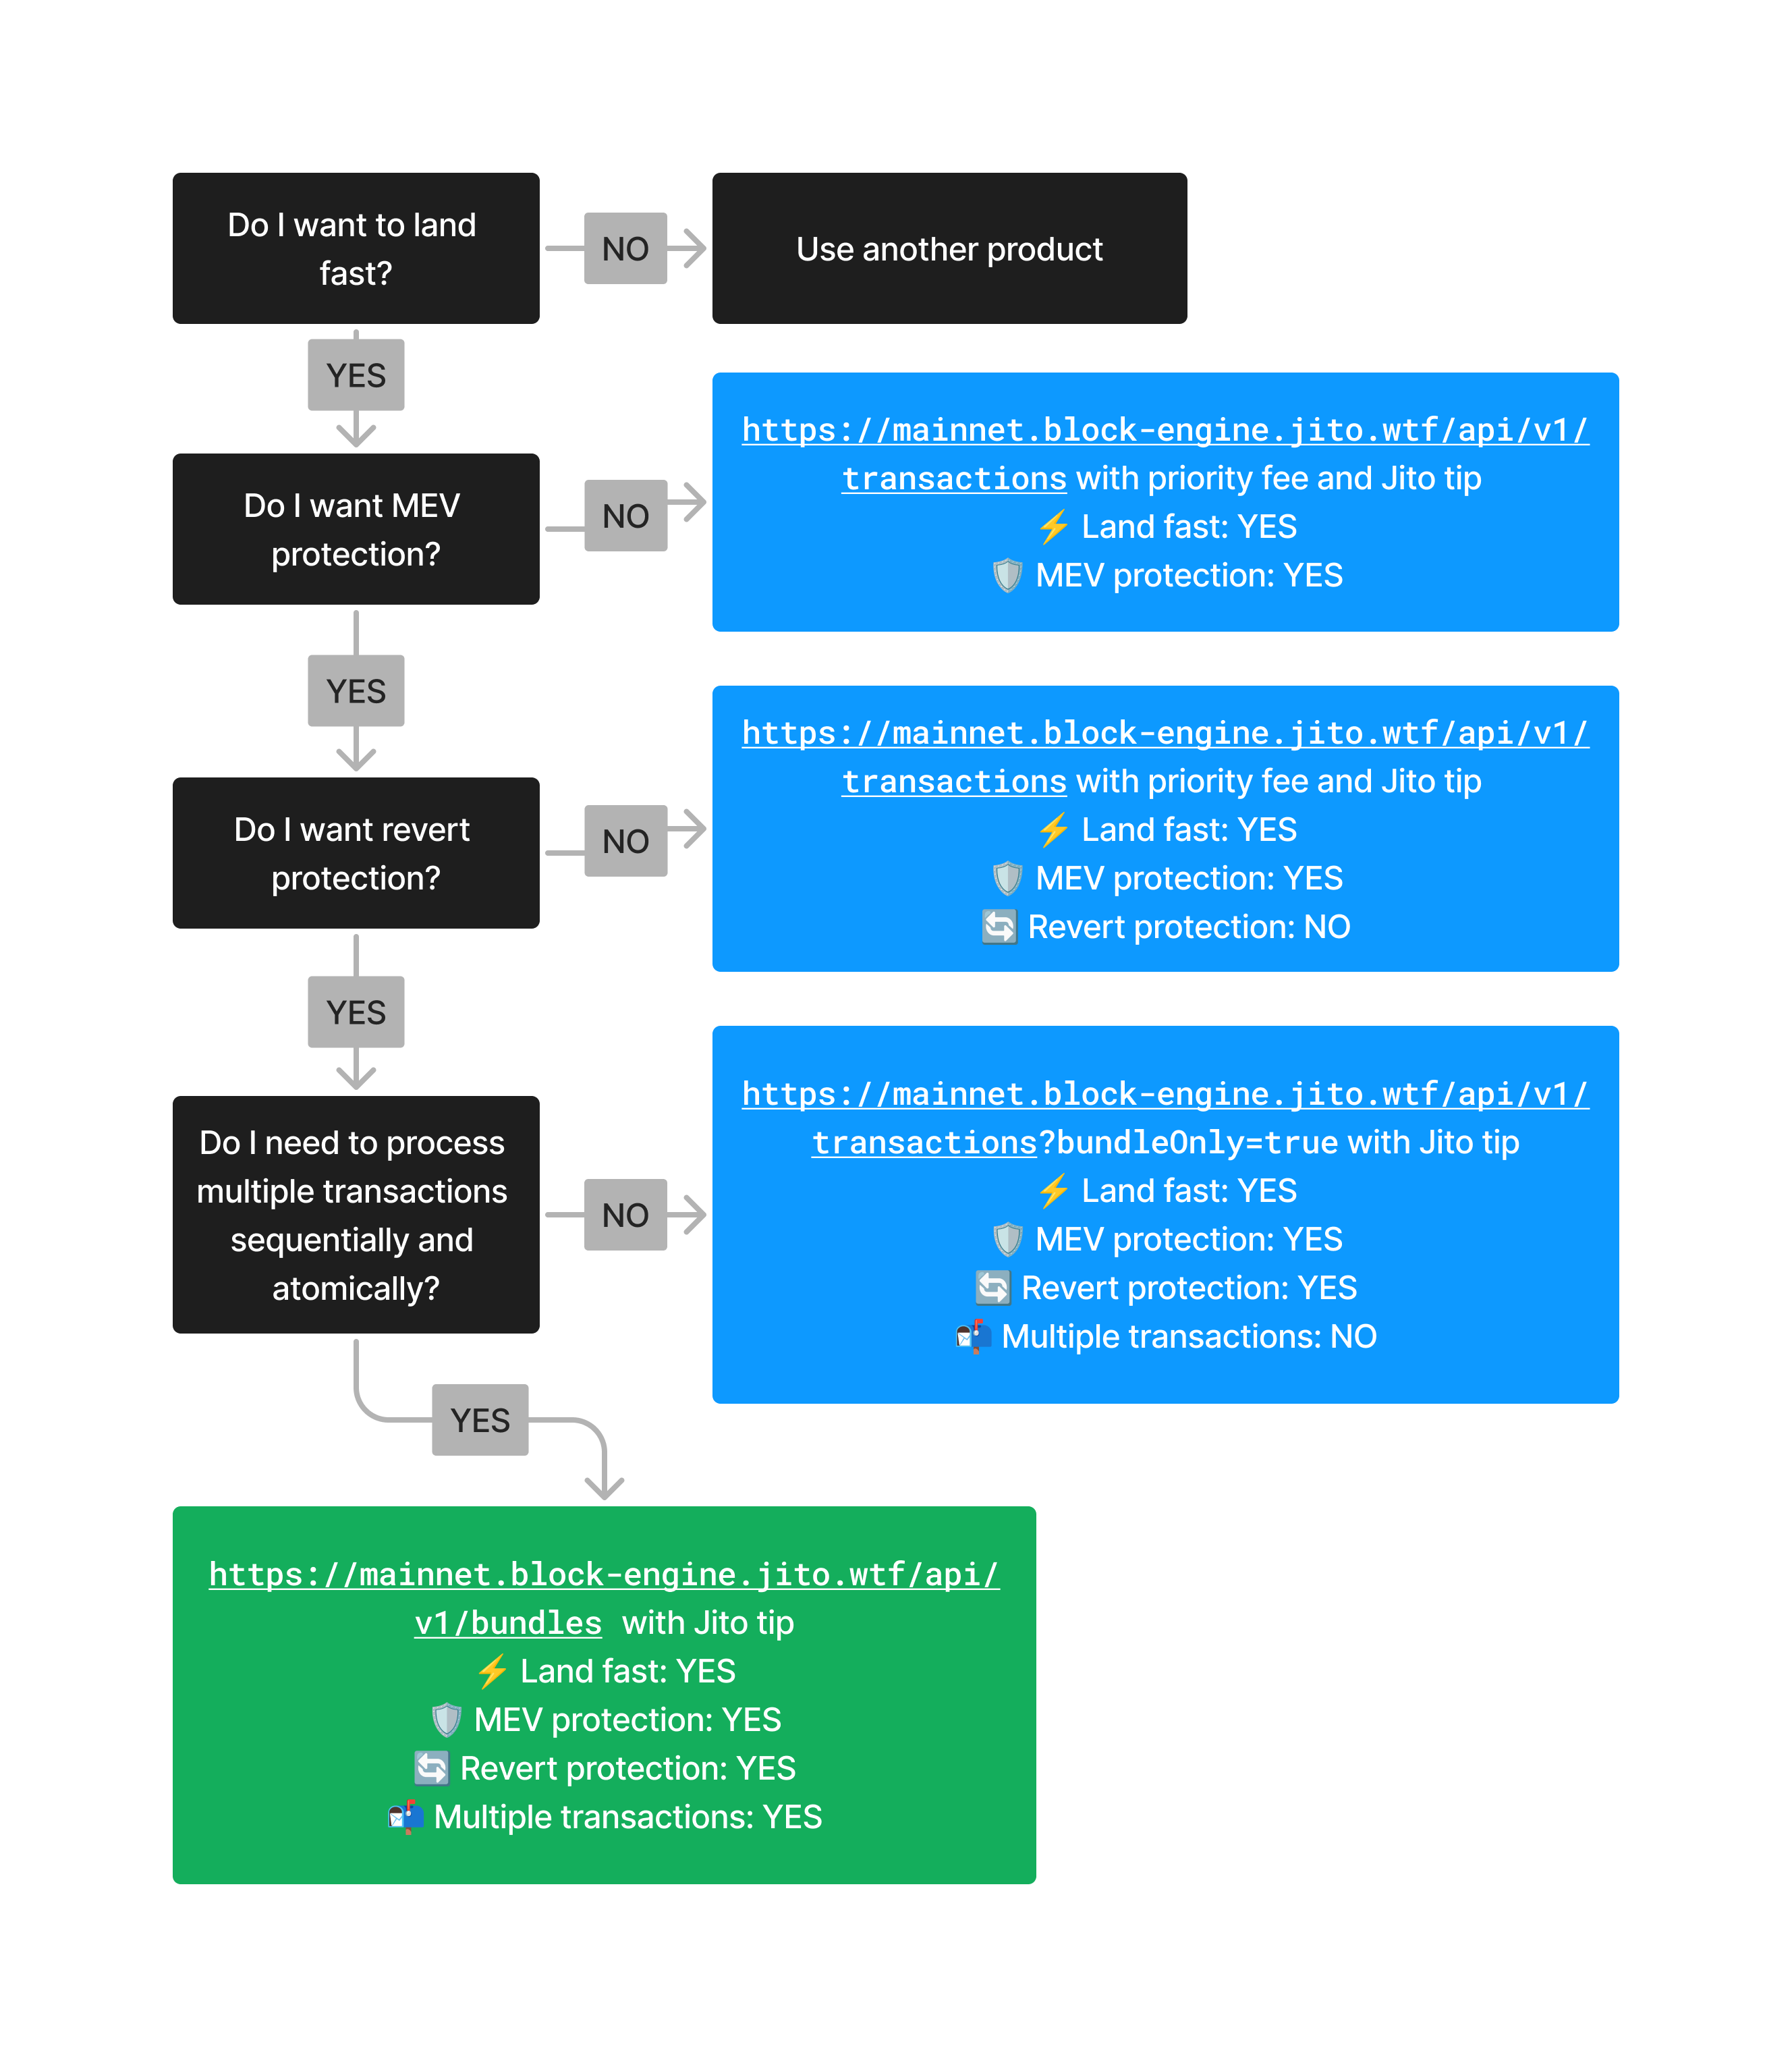 Do I want to land
fast?
NO
Use another product
YES
Do I want MEV
protection?
NO
https://mainnet.block-engine.jito.wtf/api/v1/
transactions with priority fee and Jito tip
⚡ Land fast: YES
🛡️ MEV protection: YES
YES
Do I want revert
protection?
NO
https://mainnet.block-engine.jito.wtf/api/v1/
transactions with priority fee and Jito tip
⚡ Land fast: YES
🛡️ MEV protection: YES
🔄 Revert protection: NO
YES
Do I need to process
multiple transactions
sequentially and
atomically?
NO
https://mainnet.block-engine.jito.wtf/api/v1/
transactions?bundleOnly=true with Jito tip
⚡ Land fast: YES
🛡️ MEV protection: YES
🔄 Revert protection: YES
📬 Multiple transactions: NO
YES
https://mainnet.block-engine.jito.wtf/api/
v1/bundles with Jito tip
⚡ Land fast: YES
🛡️ MEV protection: YES
🔄 Revert protection: YES
📬 Multiple transactions: YES